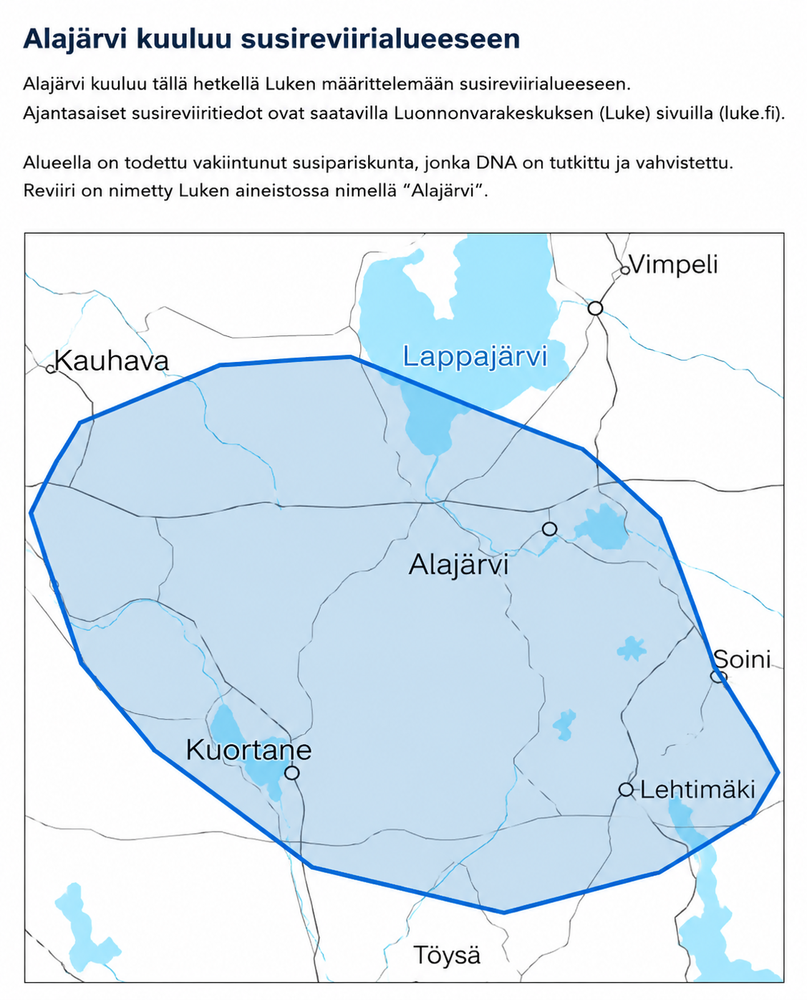 Alajärvi kuuluu susireviirialueeseen
Alajärvi kuuluu tällä hetkellä Luken määrittelemään susireviirialueeseen.
Ajantasaiset susireviiritiedot ovat saatavilla Luonnonvarakeskuksen (Luke) sivuilla (luke.fi).
Alueella on todettu vakiintunut susipariskunta, jonka DNA on tutkittu ja vahvistettu.
Reviiri on nimetty Luken aineistossa nimellä “Alajärvi”.
Vimpeli
Kauhava
Lappajärvi
Alajärvi
Soini
Kuortane
Lehtimäki
Töysä